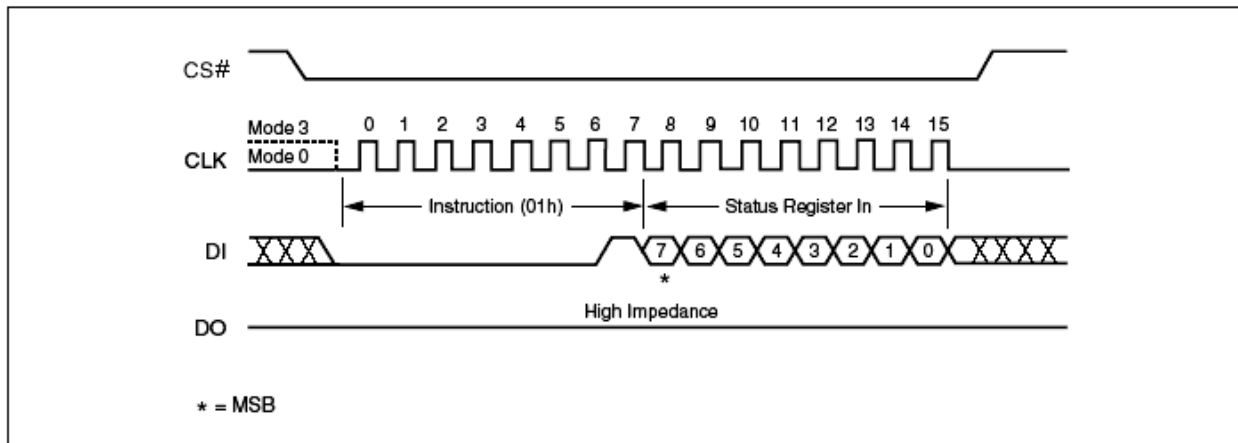 CS#
Mode 3
0 1 2 3 4 5 6 7 8 9 10 11 12 13 14 15
Mode 0
CLK
Instruction (01h) Status Register In
DI
7 6 5 4 3 2 1 0
*
High Impedance
DO
* = MSB